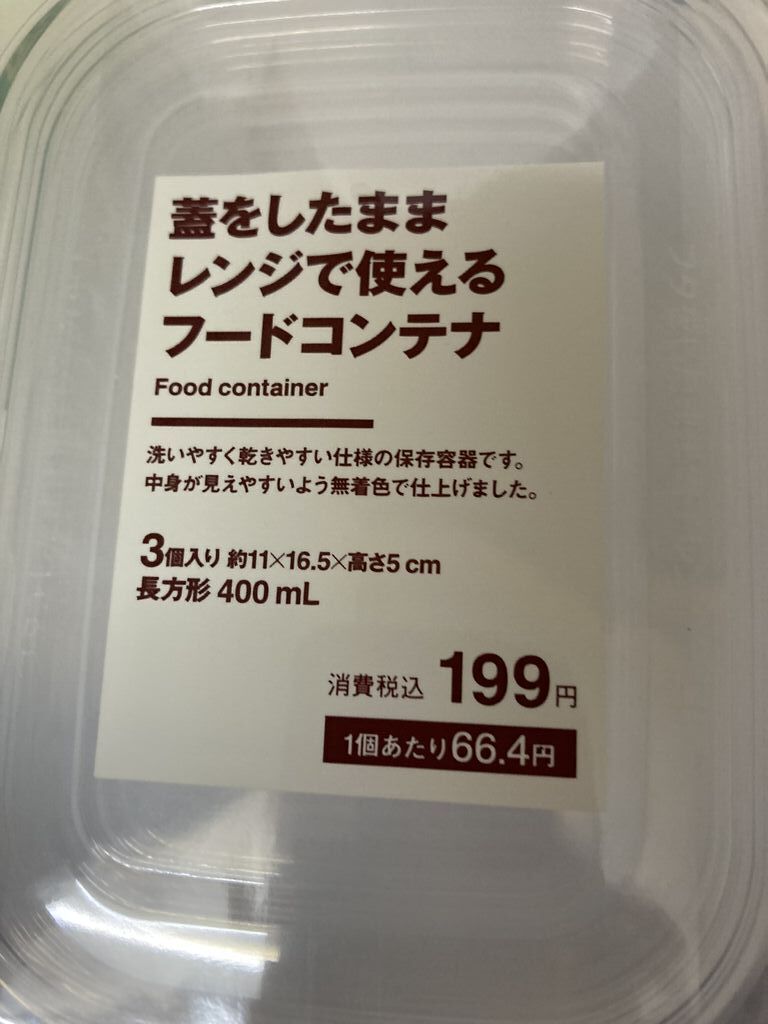 蓋をしたまま
レンジで使える
フードコンテナ
Food container
洗いやすく乾きやすい仕様の保存容器です。
中身が見えやすいよう無着色で仕上げました。
3個入り 約11×16.5×高さ5 cm
長方形 400 mL
消費税込 199円
1個あたり66.4円